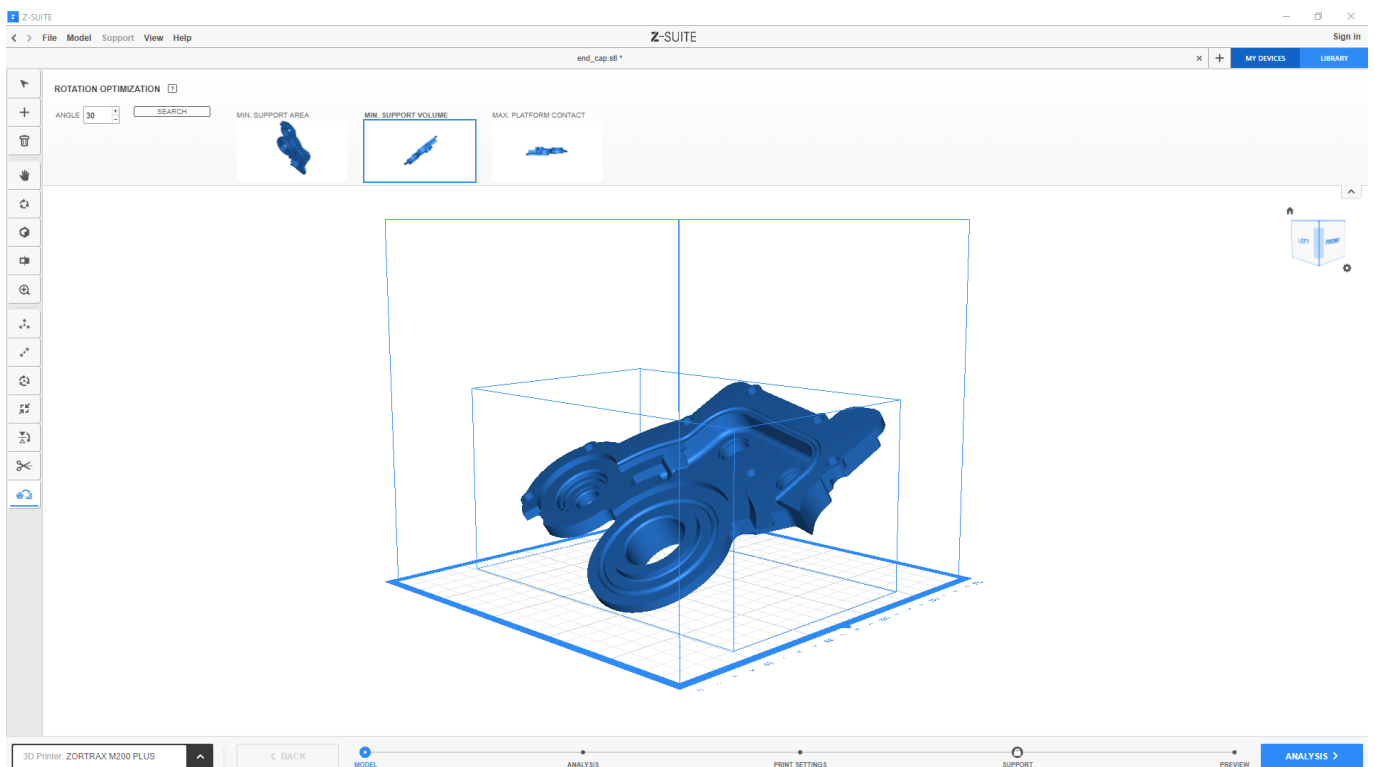 Z-SUITE
File Model Support View Help
Z-SUITE
Sign in
end_cap.stl *
MY DEVICES
LIBRARY
ROTATION OPTIMIZATION ?
ANGLE 30
SEARCH
MIN. SUPPORT AREA
MIN. SUPPORT VOLUME
MAX. PLATFORM CONTACT
LEFT
FRONT
3D Printer: ZORTRAX M200 PLUS
< BACK
MODEL
ANALYSIS
PRINT SETTINGS
SUPPORT
PREVIEW
ANALYSIS >